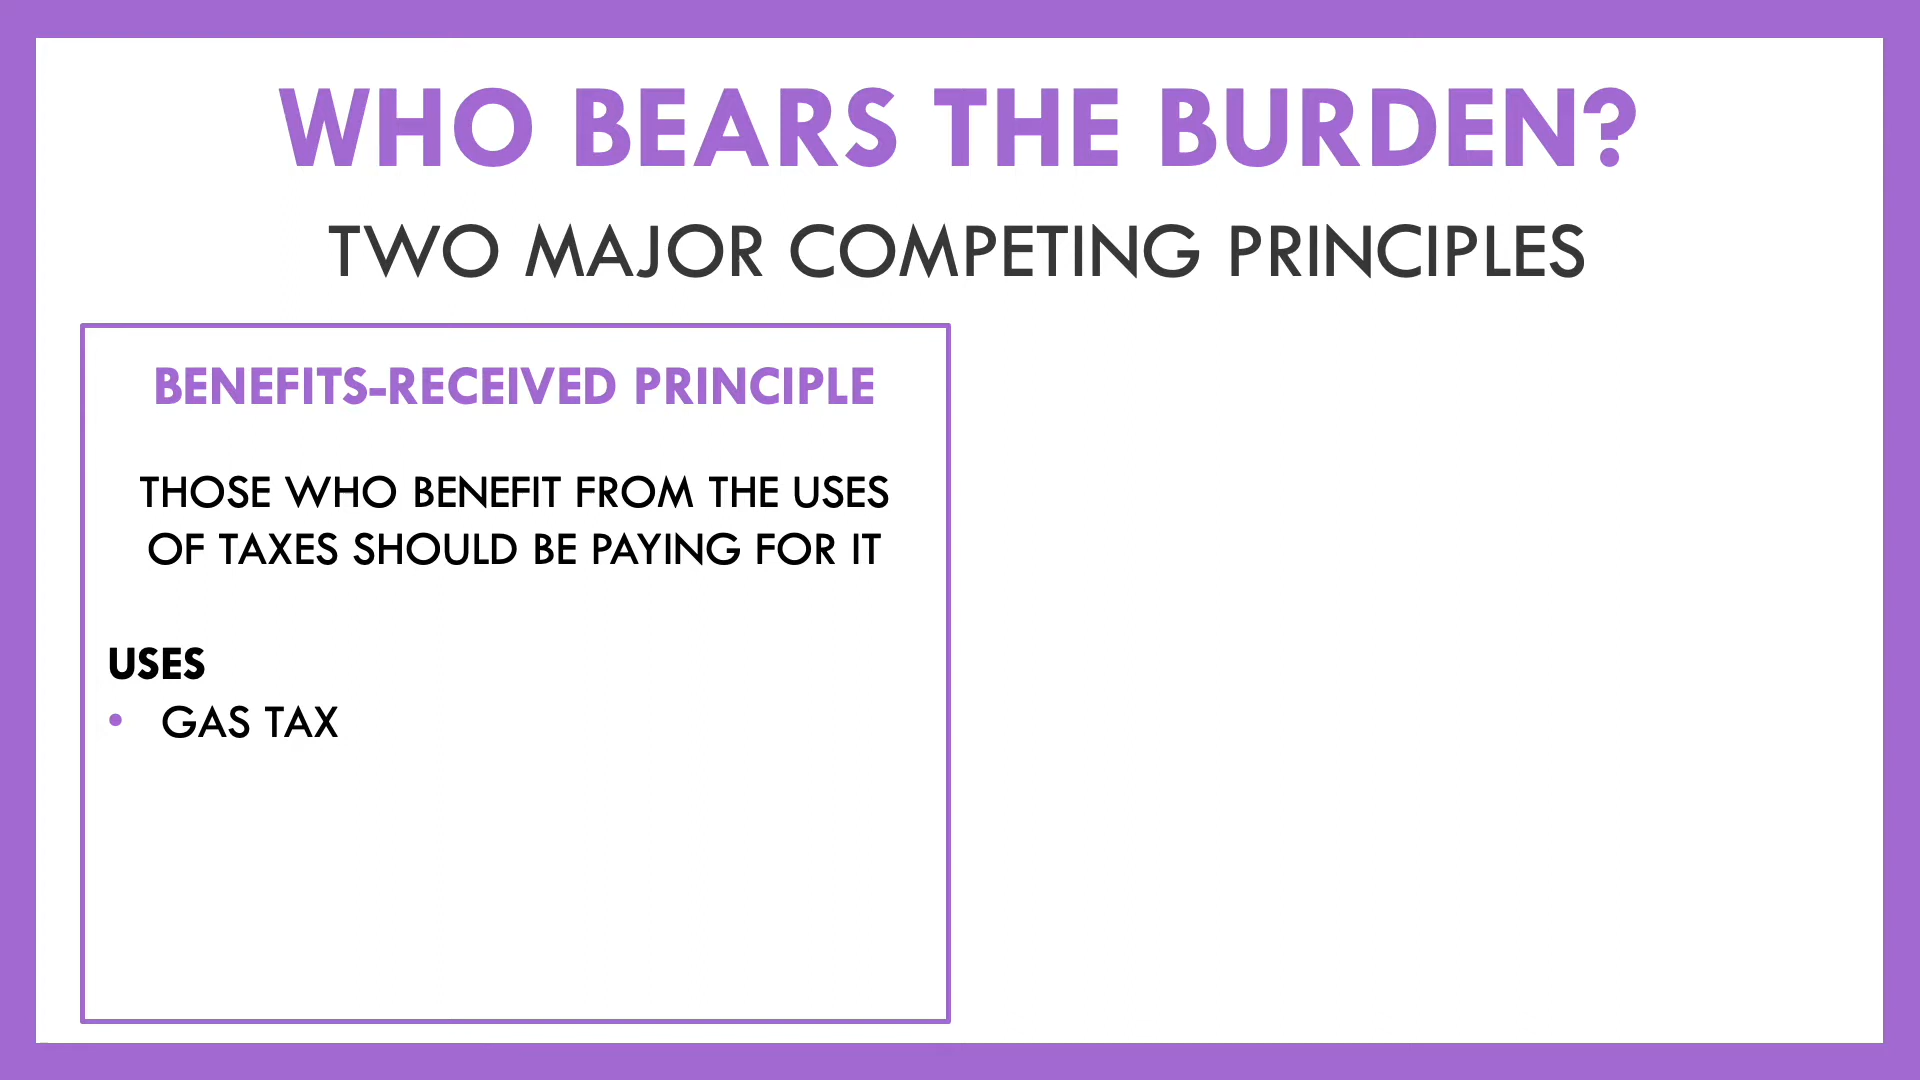 WHO BEARS THE BURDEN?
TWO MAJOR COMPETING PRINCIPLES
BENEFITS-RECEIVED PRINCIPLE
THOSE WHO BENEFIT FROM THE USES
OF TAXES SHOULD BE PAYING FOR IT
USES
• GAS TAX